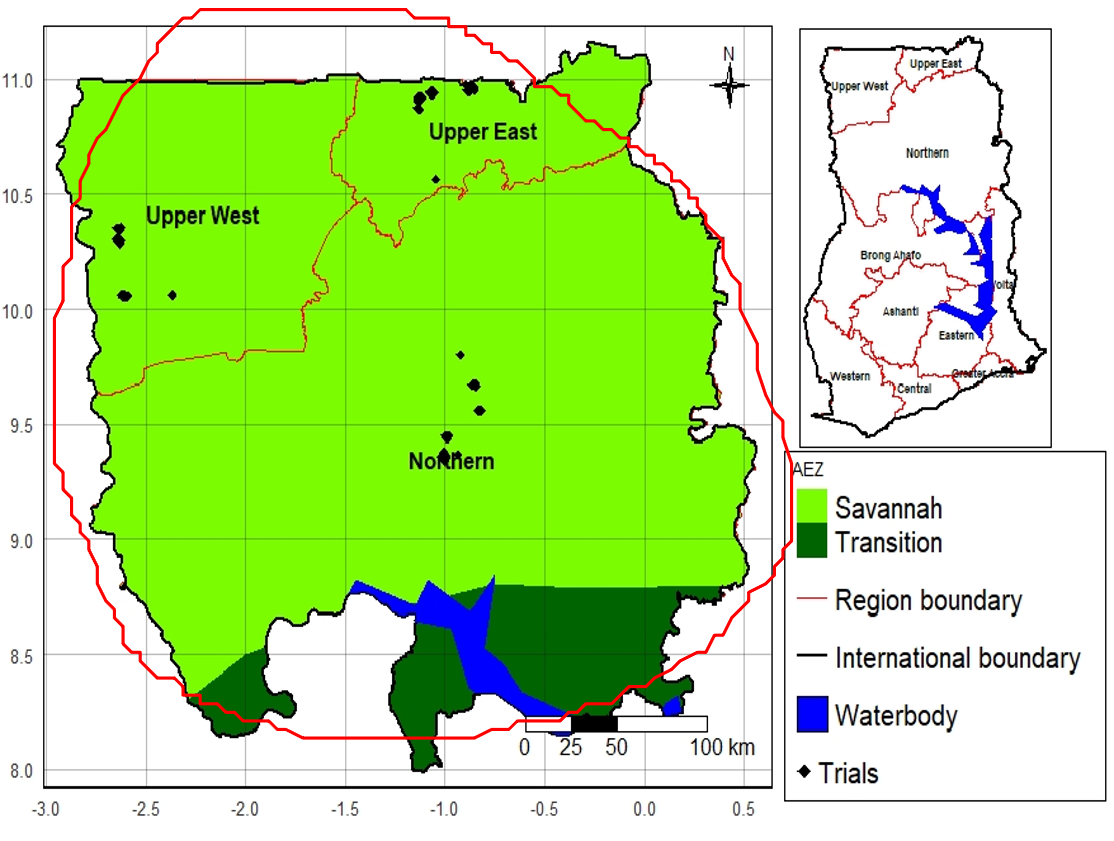 N
11.0
10.5
10.0
9.5
9.0
8.5
8.0
-3.0 -2.5 -2.0 -1.5 -1.0 -0.5 0.0 0.5
Upper East
Upper West
Northern
0 25 50 100 km
Upper East
Upper West
Northern
Brong Ahafo
Volta
Ashanti
Eastern
Western
Central
Greater Accra
AEZ
Savannah
Transition
Region boundary
International boundary
Waterbody
Trials